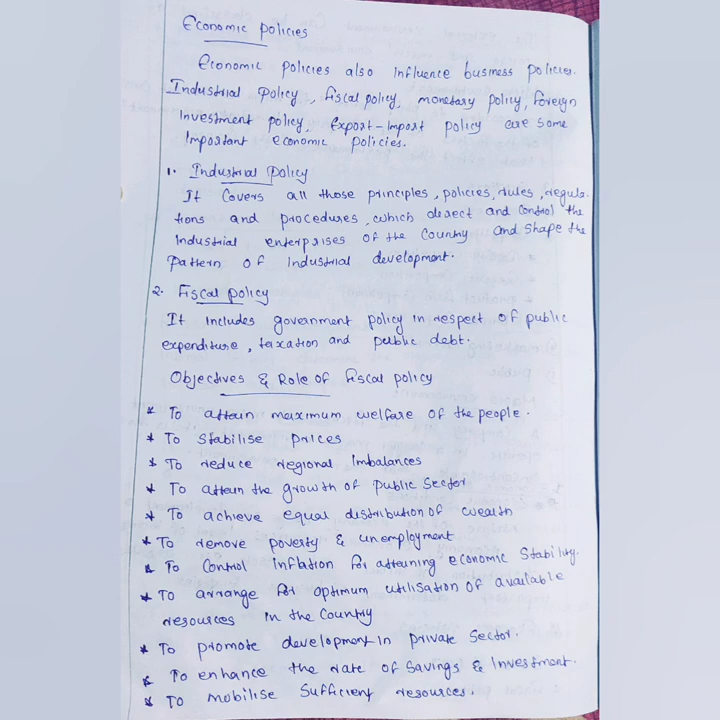 Economic policies
Economic policies also influence business policies.
Industrial policy, fiscal policy, monetary policy, foreign
investment policy, Export-Import policy are some
Important economic policies.
1. Industrial policy
It covers all those principles, policies, rules, regula-
tions and procedures, which direct and control the
industrial enterprises of the country and shape the
pattern of industrial development.
2. Fiscal policy
It includes government policy in respect of public
expenditure, taxation and public debt.
Objectives & Role of fiscal policy
* To attain maximum welfare of the people.
* To stabilise prices
* To reduce regional imbalances
* To attain the growth of public sector
* To achieve equal distribution of wealth
* To remove poverty & unemployment
* To control inflation for attaining economic stability.
* To arrange for optimum utilisation of available
resources in the country
* To promote development in private sector.
* To enhance the rate of savings & investment.
* To mobilise sufficient resources.